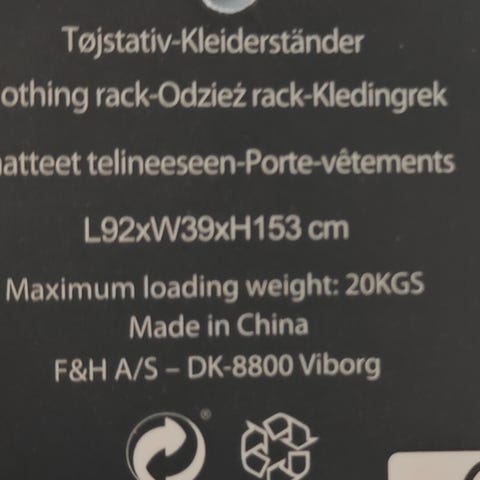 Tøjstativ-Kleiderständer
othing rack-Odzież rack-Kledingrek
atteet telineeseen-Porte-vêtements
L92xW39xH153 cm
Maximum loading weight: 20KGS
Made in China
F&H A/S – DK-8800 Viborg
®